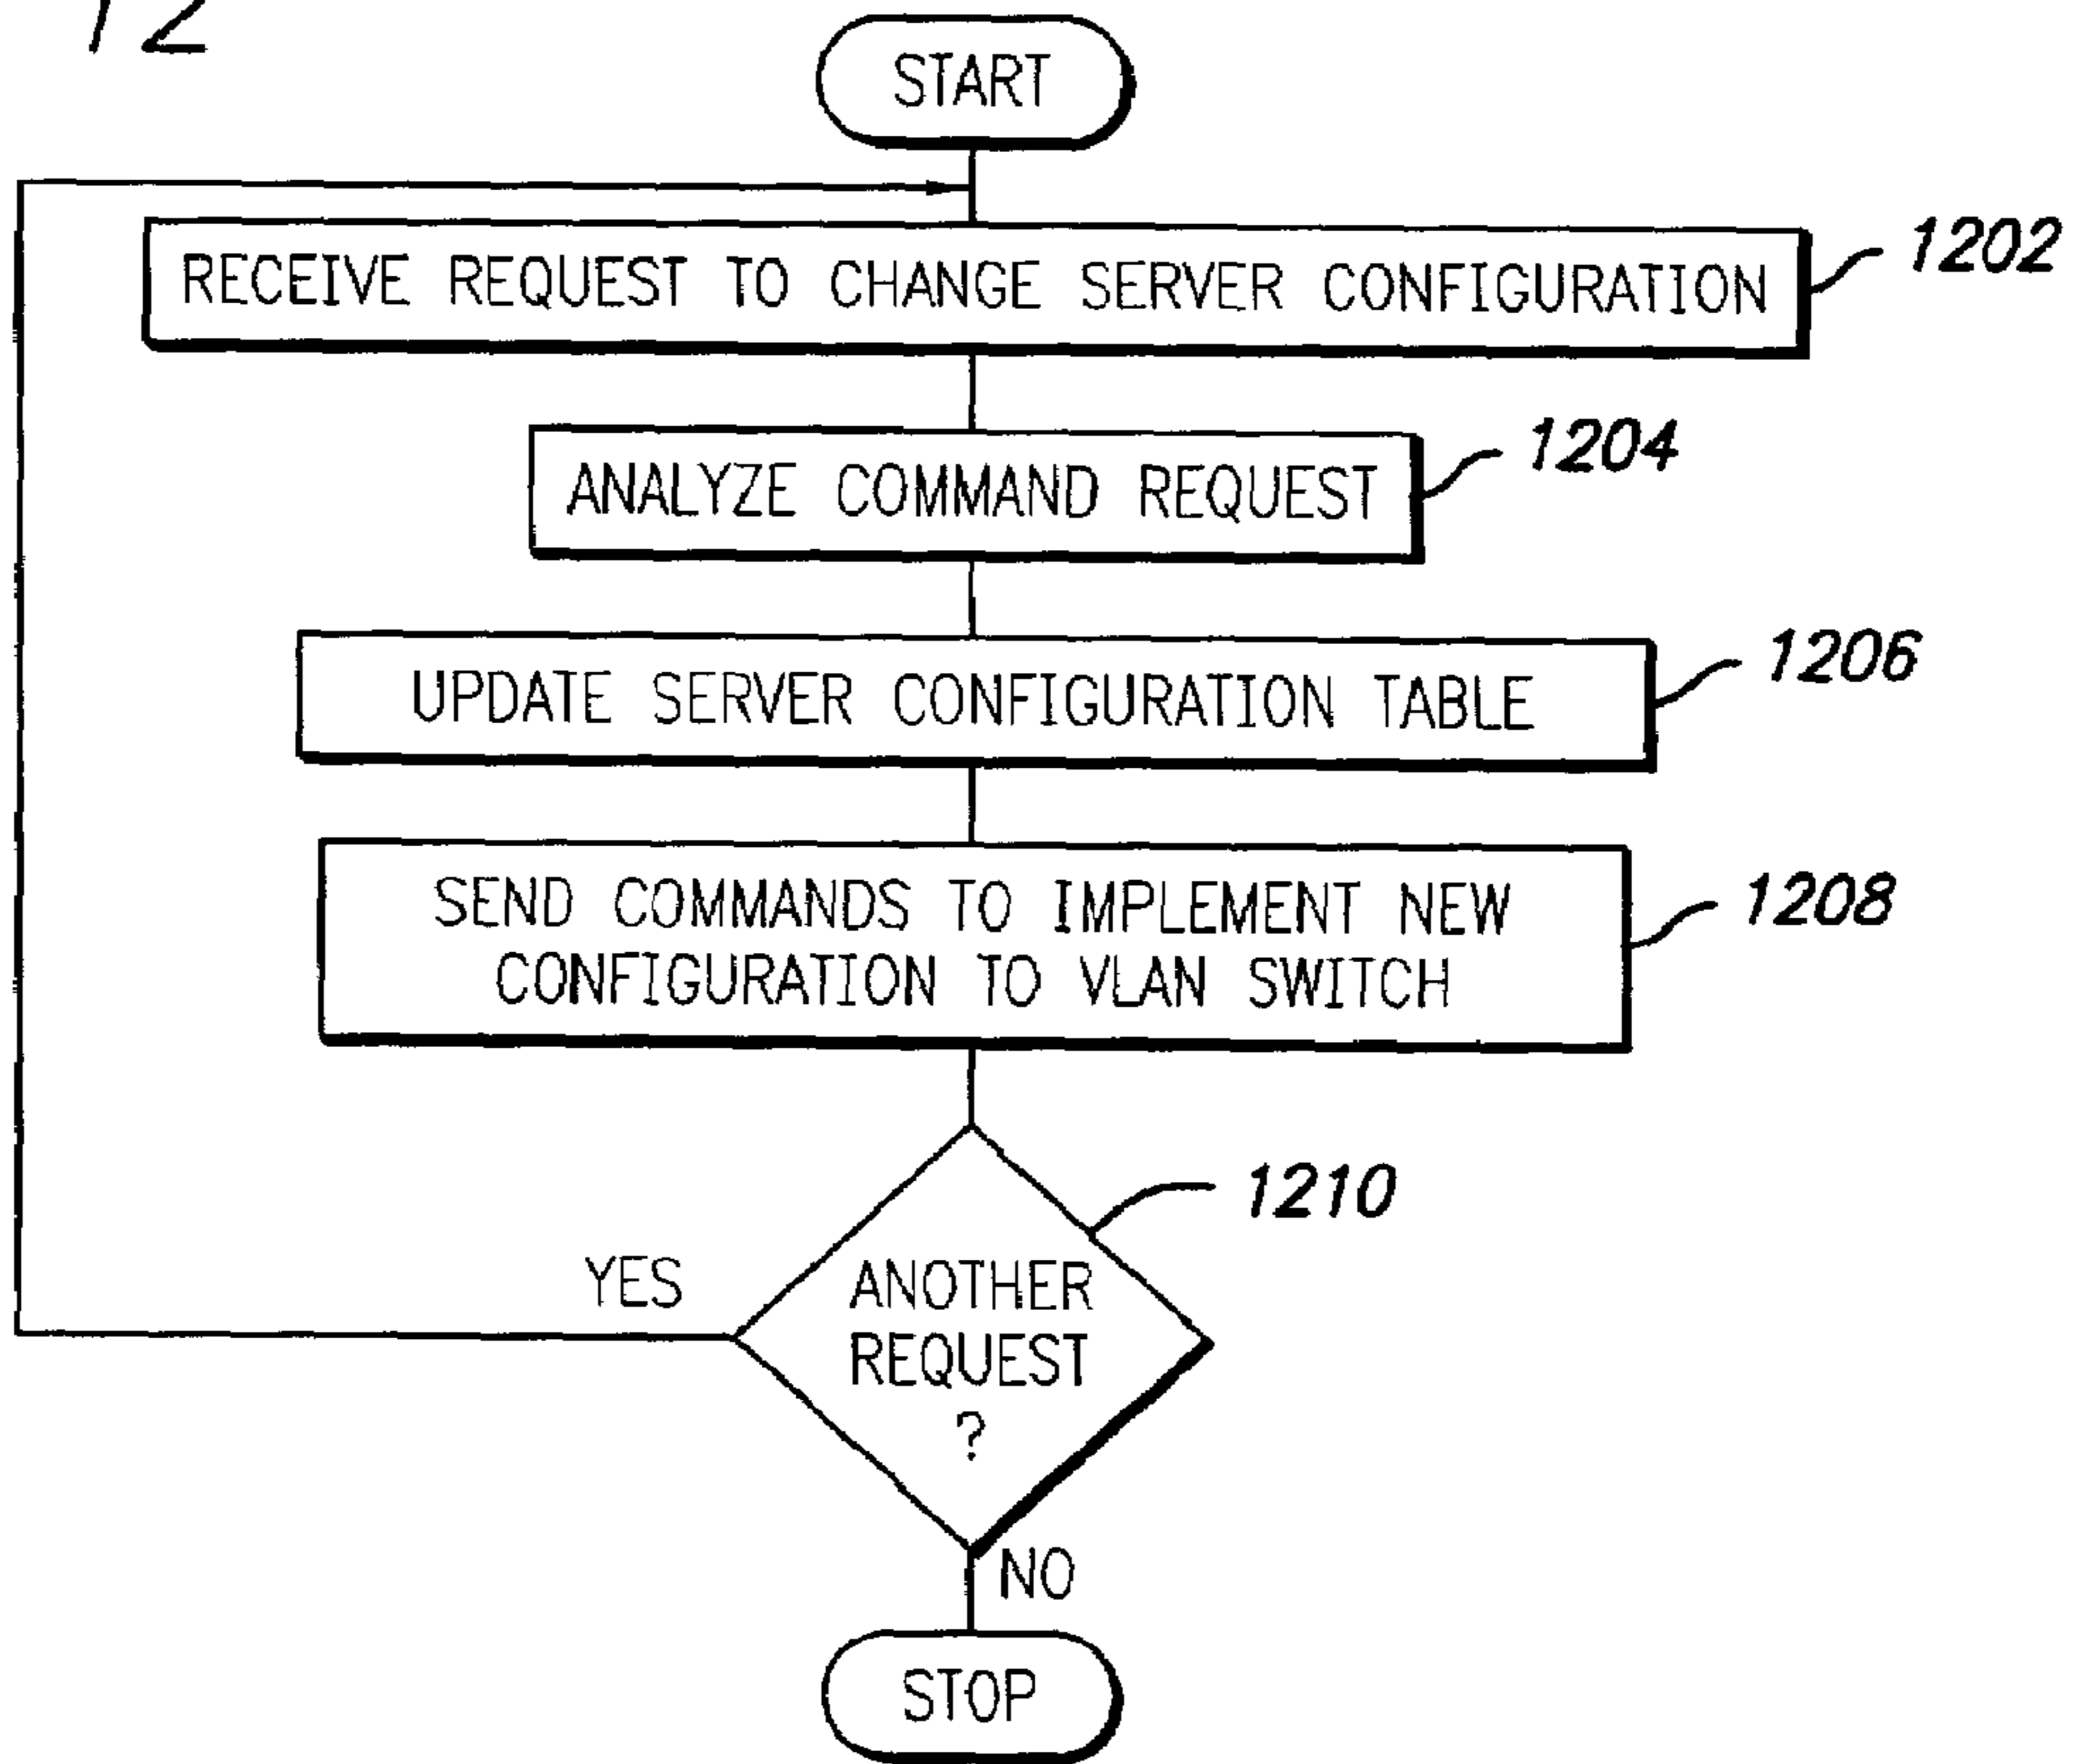 12
START
RECEIVE REQUEST TO CHANGE SERVER CONFIGURATION
1202
ANALYZE COMMAND REQUEST
1204
UPDATE SERVER CONFIGURATION TABLE
1206
SEND COMMANDS TO IMPLEMENT NEW
CONFIGURATION TO VLAN SWITCH
1208
1210
YES
ANOTHER
REQUEST
?
NO
STOP